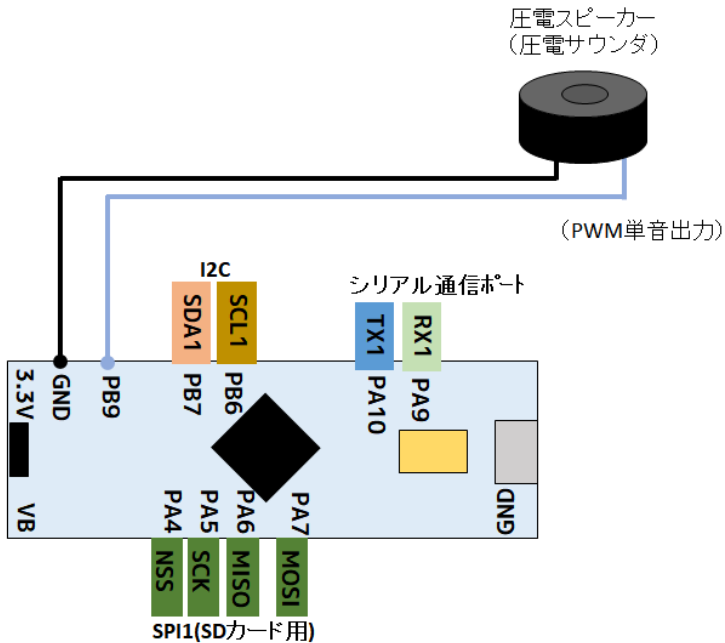 圧電スピーカー
（圧電サウンダ）
（PWM単音出力）
I2C
シリアル通信ポート
SDA1
SCL1
TX1
RX1
3.3V
GND
PB9
PB7
PB6
PA10
PA9
VB
PA4
PA5
PA6
PA7
GND
NSS
SCK
MISO
MOSI
SPI1(SDカード用)